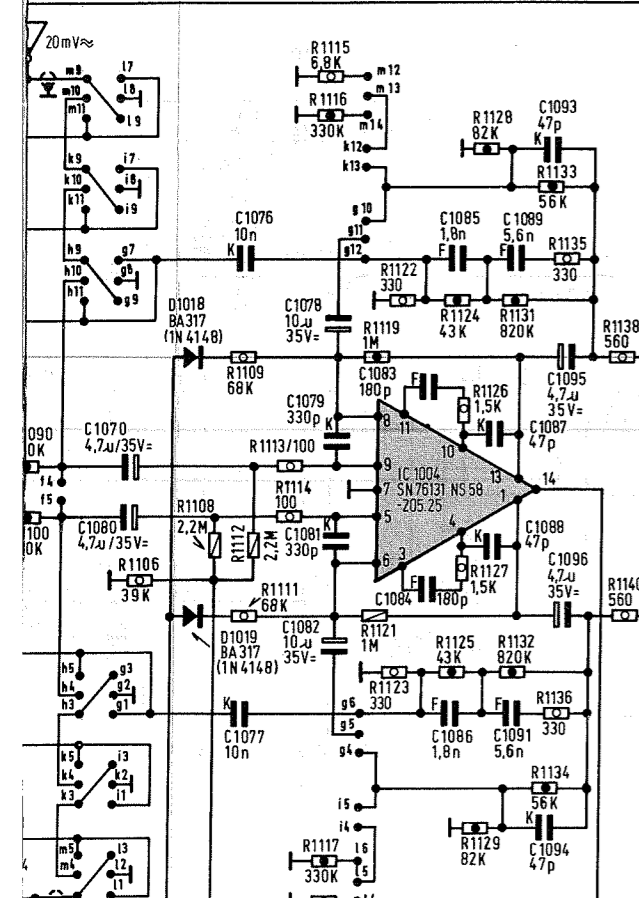 20mV≈
m9
l7
m10
l8
m11
l9
k9
i7
k10
i8
k11
i9
h9
g7
h10
g8
h11
g9
R1115
6,8K
m12
m13
R1116
330K
m14
k12
k13
g10
g11
g12
R1128
82K
C1093
47p
K
R1133
56K
C1076
10n
K
C1085
1,8n
F
C1089
5,6n
F
R1135
330
R1122
330
R1124
43K
R1131
820K
R1138
560
D1018
BA317
(1N4148)
R1109
68K
C1078
10µ
35V=
R1119
1M
C1083
180p
F
R1126
1,5K
C1095
4,7µ
35V=
C1079
330p
K
K
C1087
47p
8
11
10
9
13
14
7
1
5
4
6
3
IC1004
SN76131 NS58
-205.25
090
0K
C1070
4,7µ/35V=
R1113/100
f4
f5
R1108
2,2M
R1114
100
R1112
2,2M
100
0K
C1080
4,7µ/35V=
C1081
330p
K
K
C1088
47p
R1106
39K
R1111
68K
C1084
F
180p
R1127
1,5K
C1096
4,7µ
35V=
R1140
560
D1019
BA317
(1N4148)
C1082
10µ
35V=
R1121
1M
h5
g3
h4
g2
h3
g1
R1123
330
R1125
43K
R1132
820K
g6
g5
g4
F
C1086
1,8n
F
C1091
5,6n
R1136
330
K
C1077
10n
k5
i3
k4
k2
k3
i1
R1134
56K
i5
i4
R1129
82K
K
C1094
47p
R1117
330K
l6
l5
m5
l3
m4
l2
l1